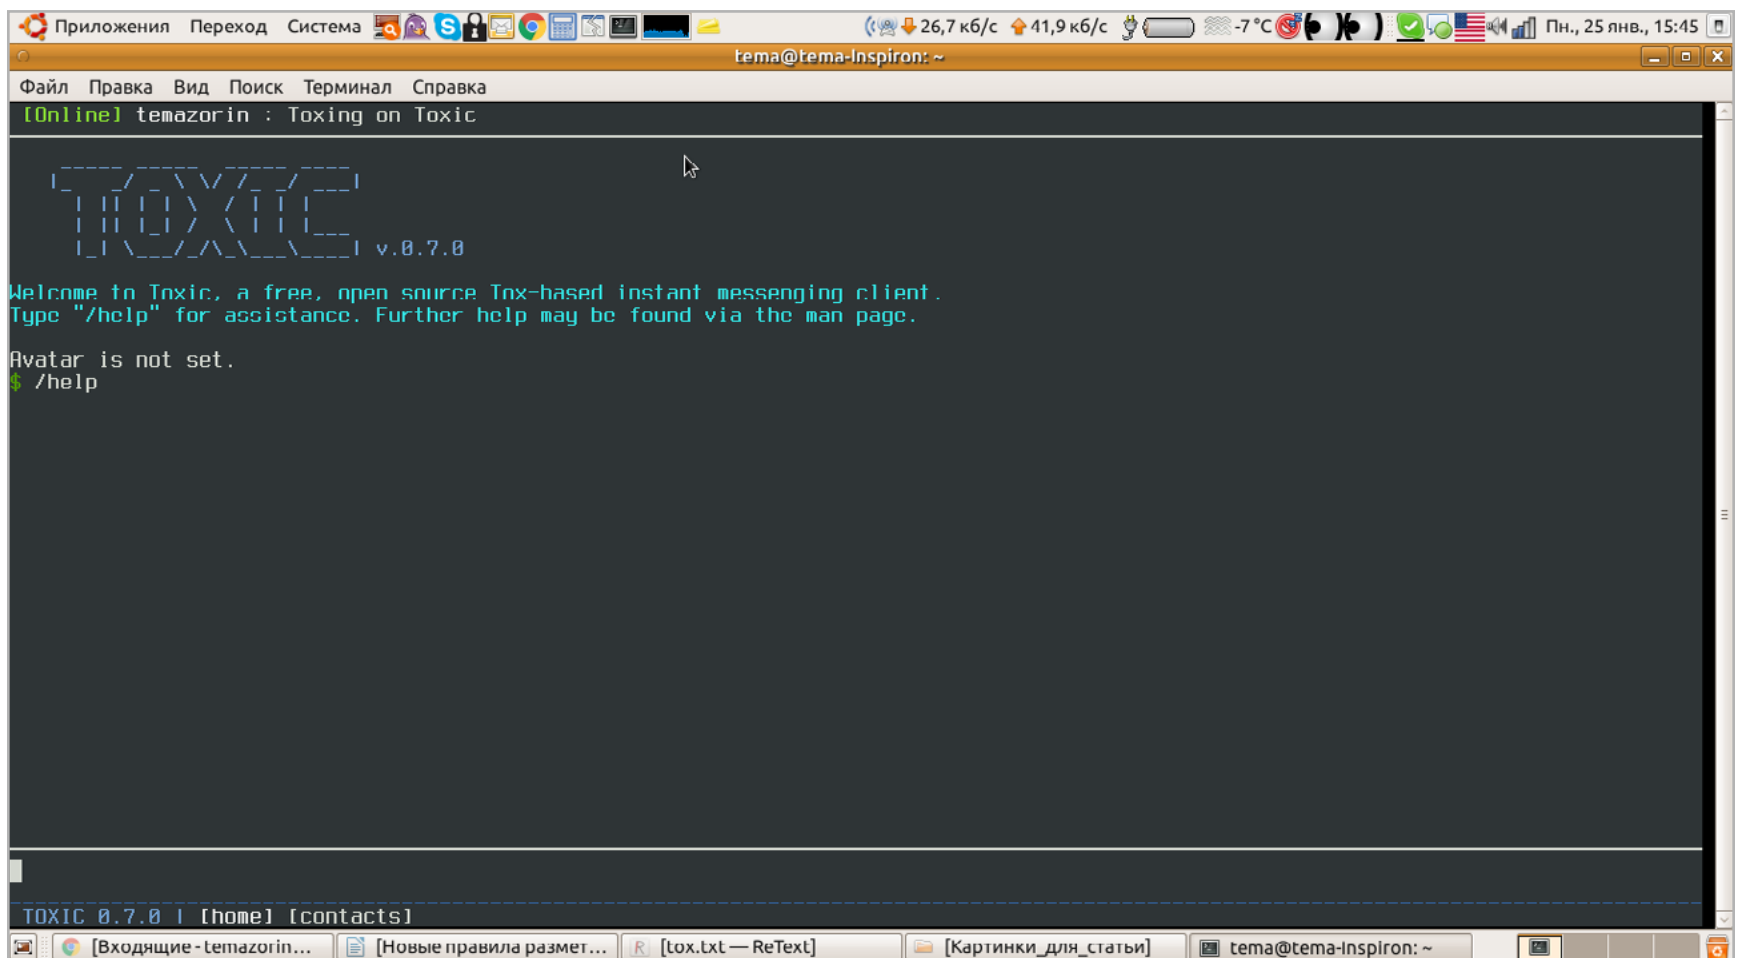 Приложения Переход Система 26,7 кб/с 41,9 кб/с -7 °C Пн., 25 янв., 15:45
tema@tema-Inspiron: ~
Файл Правка Вид Поиск Терминал Справка
[Online] temazorin : Toxing on Toxic
TOXIC v.0.7.0
Welcome to Toxic, a free, open source Tox-based instant messenging client.
Type "/help" for assistance. Further help may be found via the man page.
Avatar is not set.
$ /help
TOXIC 0.7.0 | [home] [contacts]
[Входящие - temazorin... [Новые правила размет... [tox.txt — ReText] [Картинки_для_статьи] tema@tema-Inspiron: ~